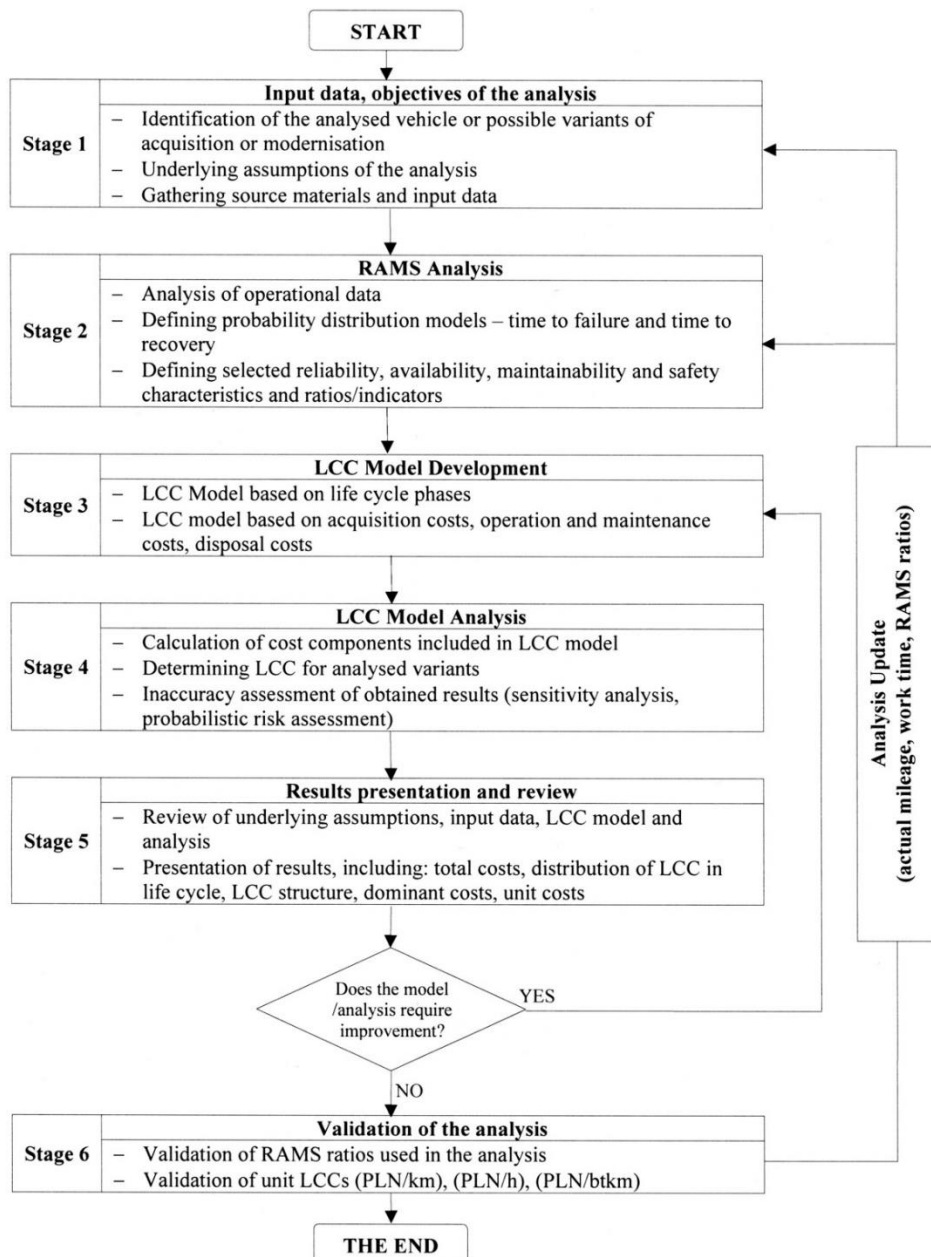 START
Input data, objectives of the analysis
Stage 1
– Identification of the analysed vehicle or possible variants of
acquisition or modernisation
– Underlying assumptions of the analysis
– Gathering source materials and input data
RAMS Analysis
Stage 2
– Analysis of operational data
– Defining probability distribution models – time to failure and time to
recovery
– Defining selected reliability, availability, maintainability and safety
characteristics and ratios/indicators
LCC Model Development
Stage 3
– LCC Model based on life cycle phases
– LCC model based on acquisition costs, operation and maintenance
costs, disposal costs
LCC Model Analysis
Stage 4
– Calculation of cost components included in LCC model
– Determining LCC for analysed variants
– Inaccuracy assessment of obtained results (sensitivity analysis,
probabilistic risk assessment)
Results presentation and review
Stage 5
– Review of underlying assumptions, input data, LCC model and
analysis
– Presentation of results, including: total costs, distribution of LCC in
life cycle, LCC structure, dominant costs, unit costs
Does the model
/analysis require
improvement?
YES
NO
Validation of the analysis
Stage 6
– Validation of RAMS ratios used in the analysis
– Validation of unit LCCs (PLN/km), (PLN/h), (PLN/btkm)
THE END
Analysis Update
(actual mileage, work time, RAMS ratios)